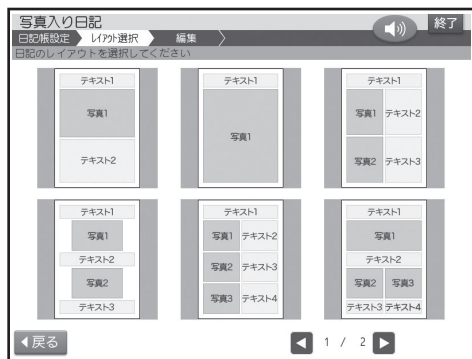 写真入り日記
終了
日記帳設定 レイアウト選択 編集
日記のレイアウトを選択してください
テキスト1
写真1
テキスト2
テキスト1
写真1
テキスト1
写真1 テキスト2
写真2 テキスト3
テキスト1
写真1
テキスト2
写真2
テキスト3
テキスト1
写真1 テキスト2
写真2 テキスト3
写真3 テキスト4
テキスト1
写真1
テキスト2
写真2 写真3
テキスト3 テキスト4
戻る
1 / 2